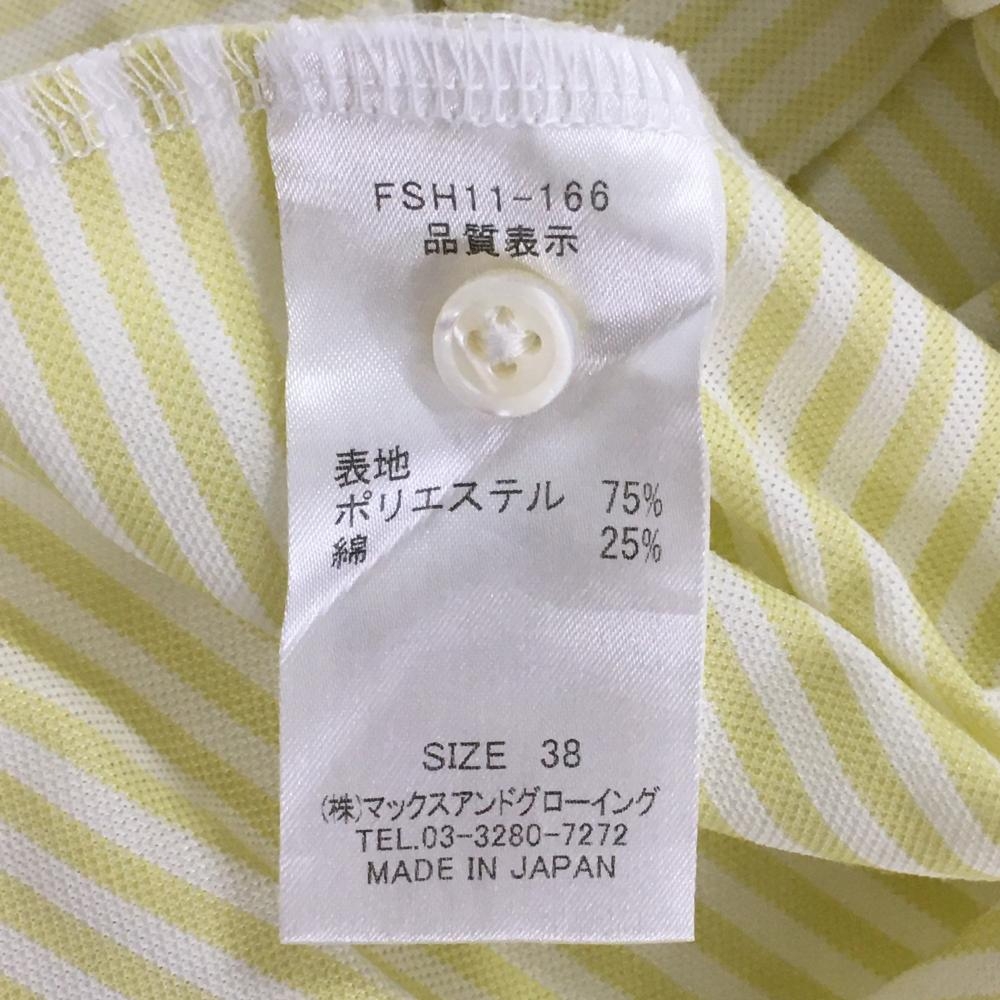 FSH11-166
品質表示
表地
ポリエステル 75%
綿 25%
SIZE 38
(株)マックスアンドグローイング
TEL.03-3280-7272
MADE IN JAPAN